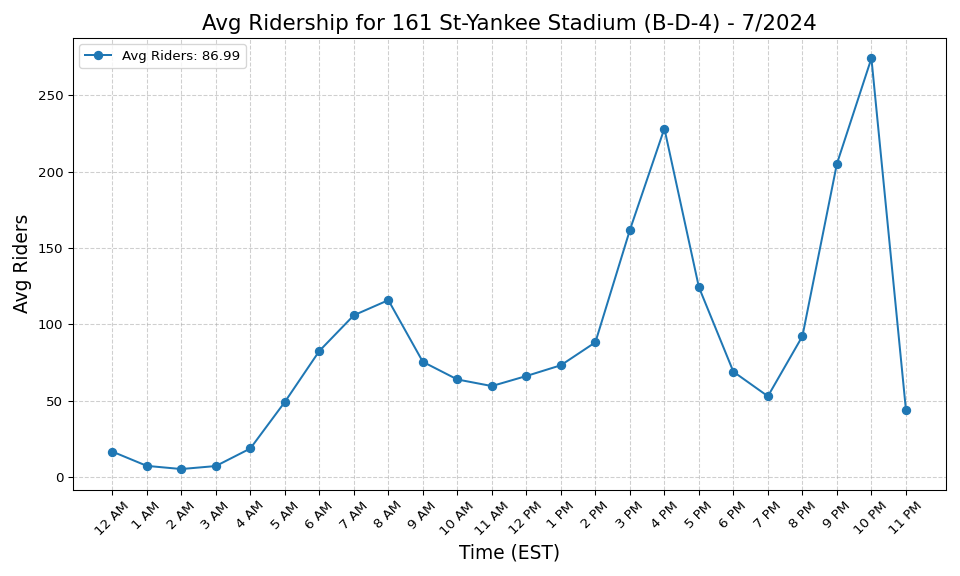 Avg Ridership for 161 St-Yankee Stadium (B-D-4) - 7/2024
Avg Riders: 86.99
Avg Riders
250
200
150
100
50
0
12 AM
1 AM
2 AM
3 AM
4 AM
5 AM
6 AM
7 AM
8 AM
9 AM
10 AM
11 AM
12 PM
1 PM
2 PM
3 PM
4 PM
5 PM
6 PM
7 PM
8 PM
9 PM
10 PM
11 PM
Time (EST)